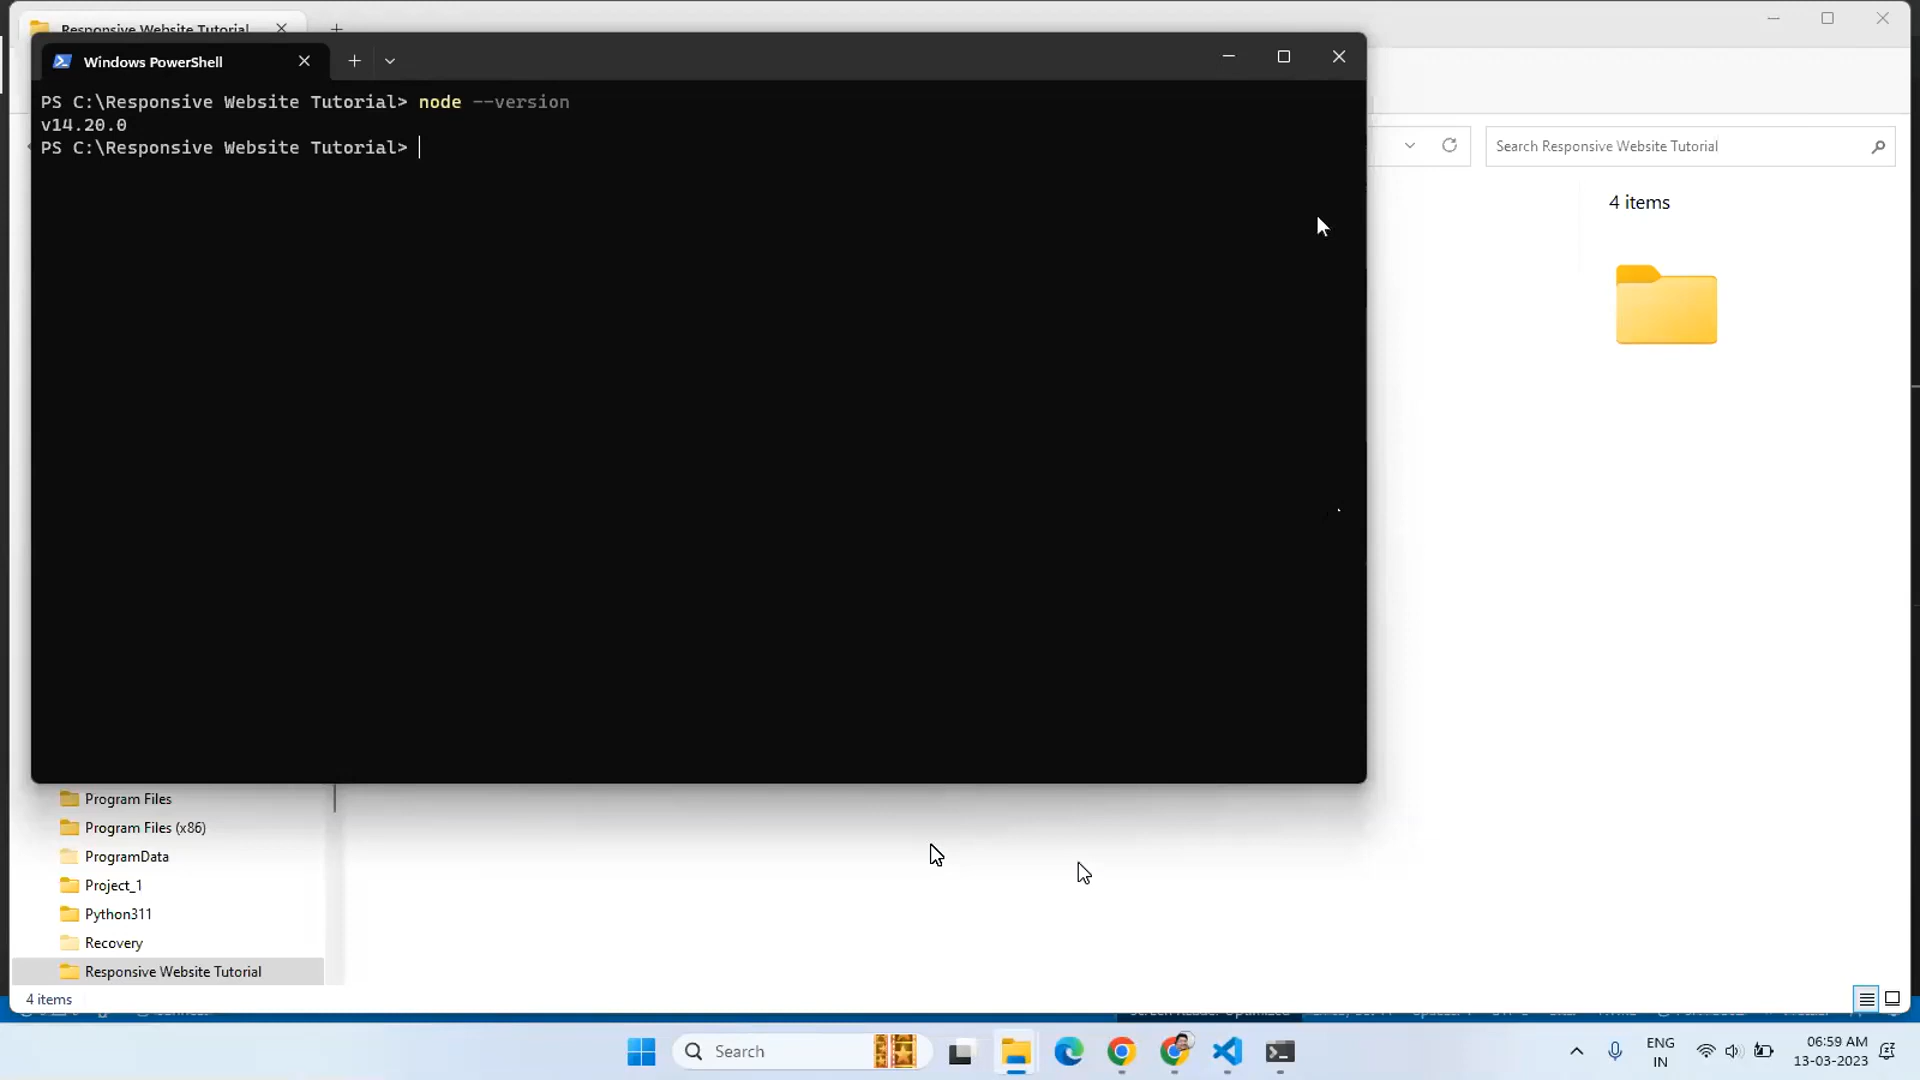 Responsive Website Tutorial
Windows PowerShell
PS C:\Responsive Website Tutorial> node --version
v14.20.0
PS C:\Responsive Website Tutorial>
Search Responsive Website Tutorial
4 items
Program Files
Program Files (x86)
ProgramData
Project_1
Python311
Recovery
Responsive Website Tutorial
4 items
Search
ENG
IN
06:59 AM
13-03-2023